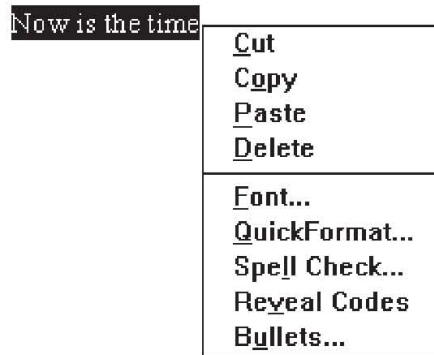 Now is the time
Cut
Copy
Paste
Delete
Font...
QuickFormat...
Spell Check...
Reveal Codes
Bullets...